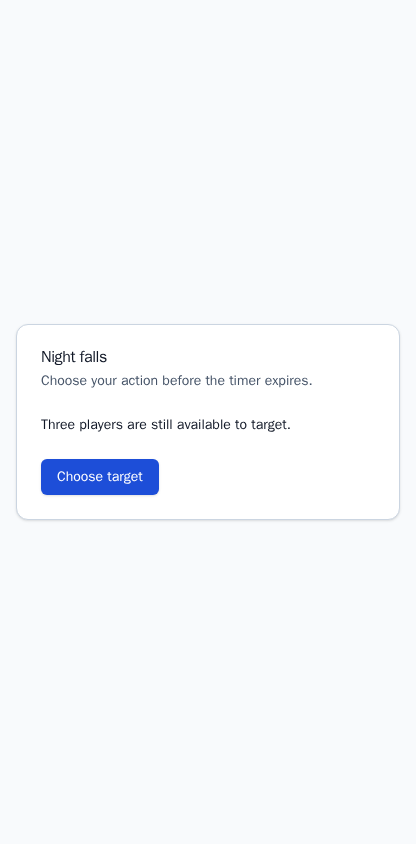 Night falls
Choose your action before the timer expires.
Three players are still available to target.
Choose target